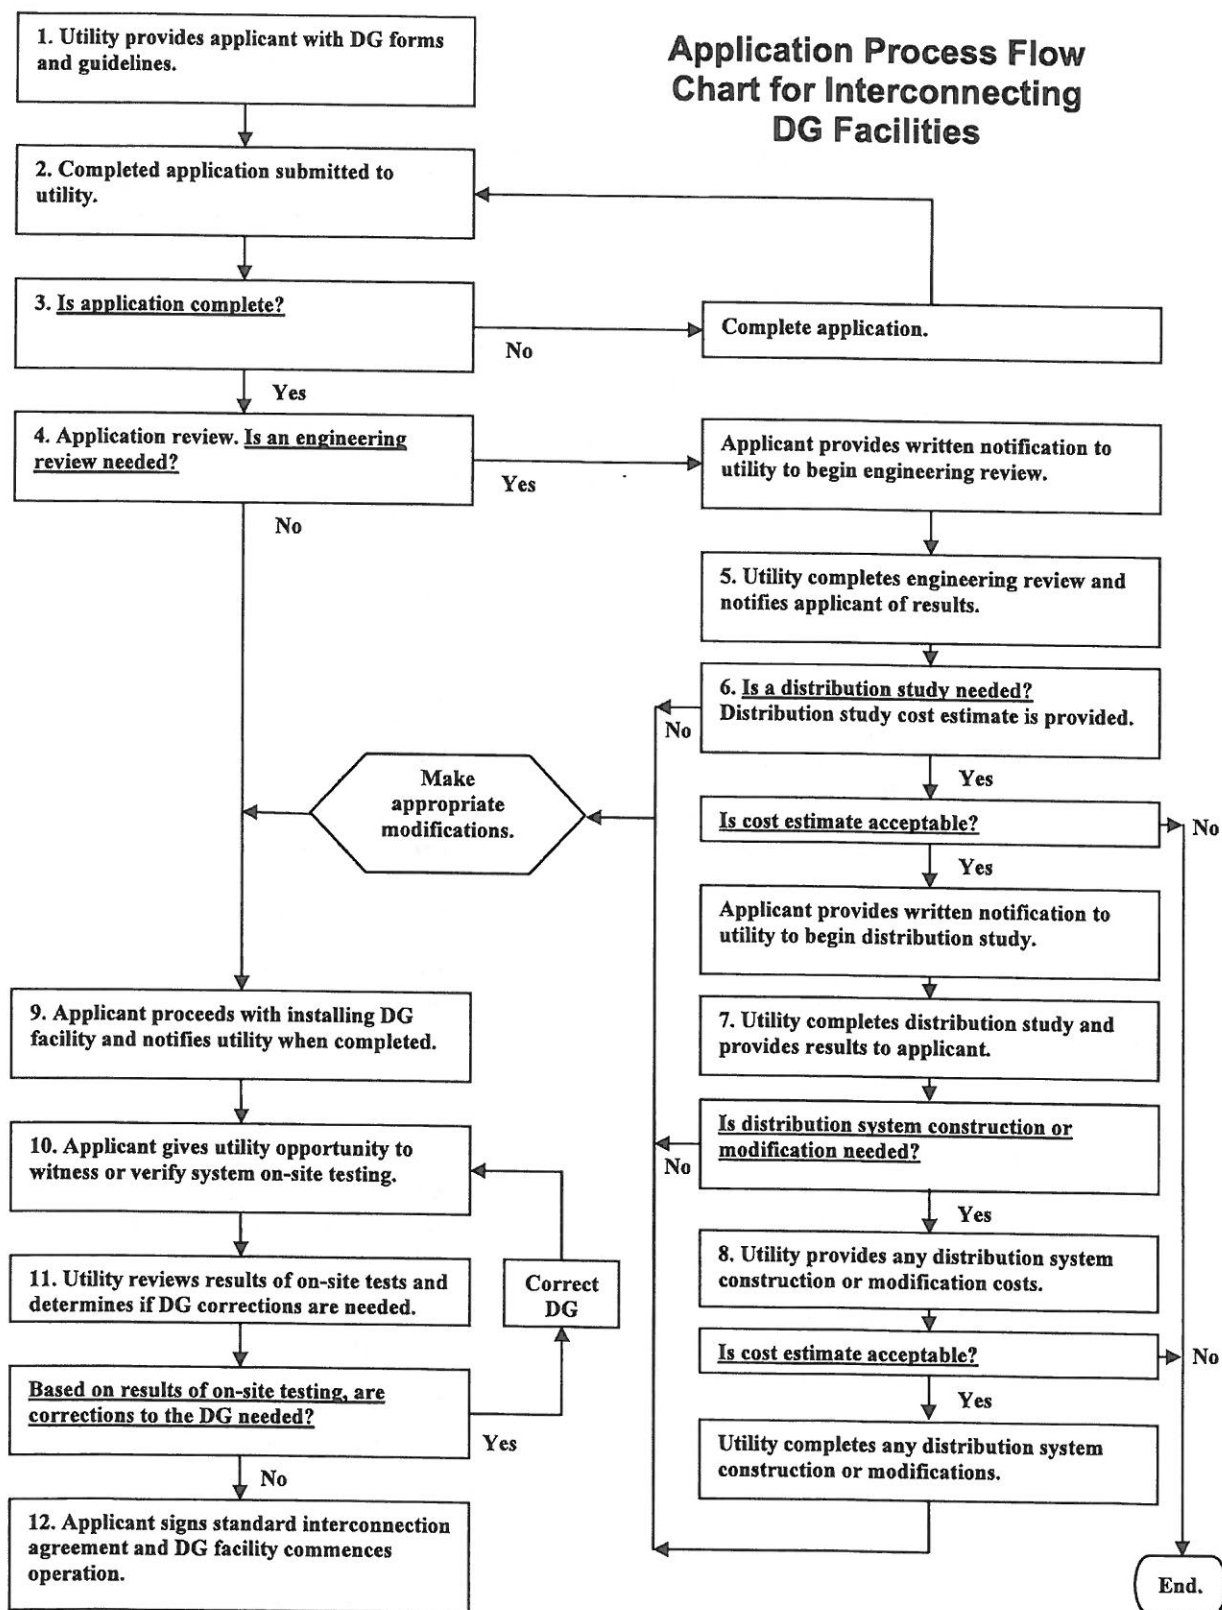 Application Process Flow
Chart for Interconnecting
DG Facilities
1. Utility provides applicant with DG forms
and guidelines.
2. Completed application submitted to
utility.
3. Is application complete?
No
Complete application.
Yes
4. Application review. Is an engineering
review needed?
Yes
Applicant provides written notification to
utility to begin engineering review.
No
5. Utility completes engineering review and
notifies applicant of results.
6. Is a distribution study needed?
Distribution study cost estimate is provided.
No
Yes
Make
appropriate
modifications.
Is cost estimate acceptable?
No
Yes
Applicant provides written notification to
utility to begin distribution study.
7. Utility completes distribution study and
provides results to applicant.
Is distribution system construction or
modification needed?
No
Yes
8. Utility provides any distribution system
construction or modification costs.
Is cost estimate acceptable?
No
Yes
Utility completes any distribution system
construction or modifications.
End.
9. Applicant proceeds with installing DG
facility and notifies utility when completed.
10. Applicant gives utility opportunity to
witness or verify system on-site testing.
11. Utility reviews results of on-site tests and
determines if DG corrections are needed.
Correct
DG
Based on results of on-site testing, are
corrections to the DG needed?
Yes
No
12. Applicant signs standard interconnection
agreement and DG facility commences
operation.